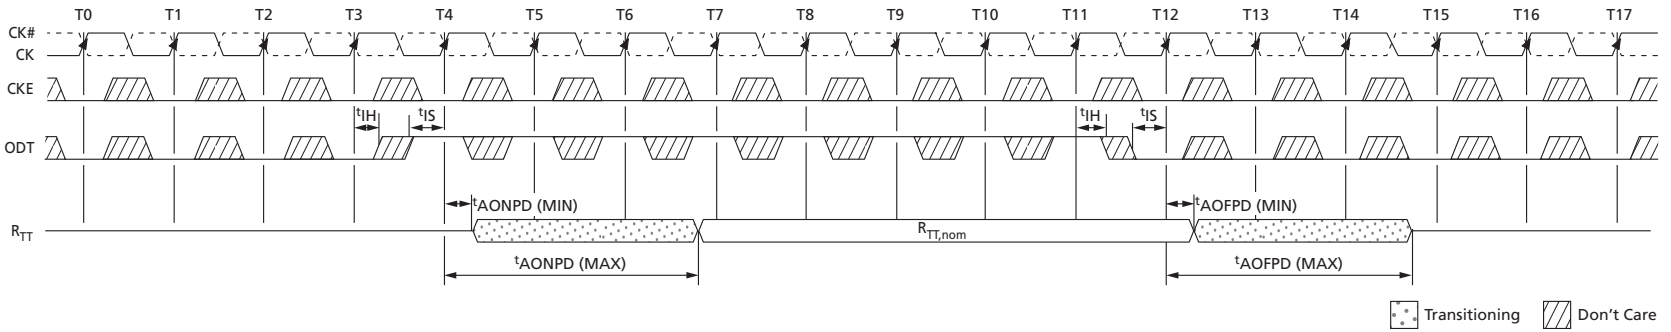 T0 T1 T2 T3 T4 T5 T6 T7 T8 T9 T10 T11 T12 T13 T14 T15 T16 T17
CK#
CK
CKE
tIH tIS tIH tIS
ODT
tAONPD (MIN) tAOFPD (MIN)
RTT RTT,nom
tAONPD (MAX) tAOFPD (MAX)
Transitioning Don't Care